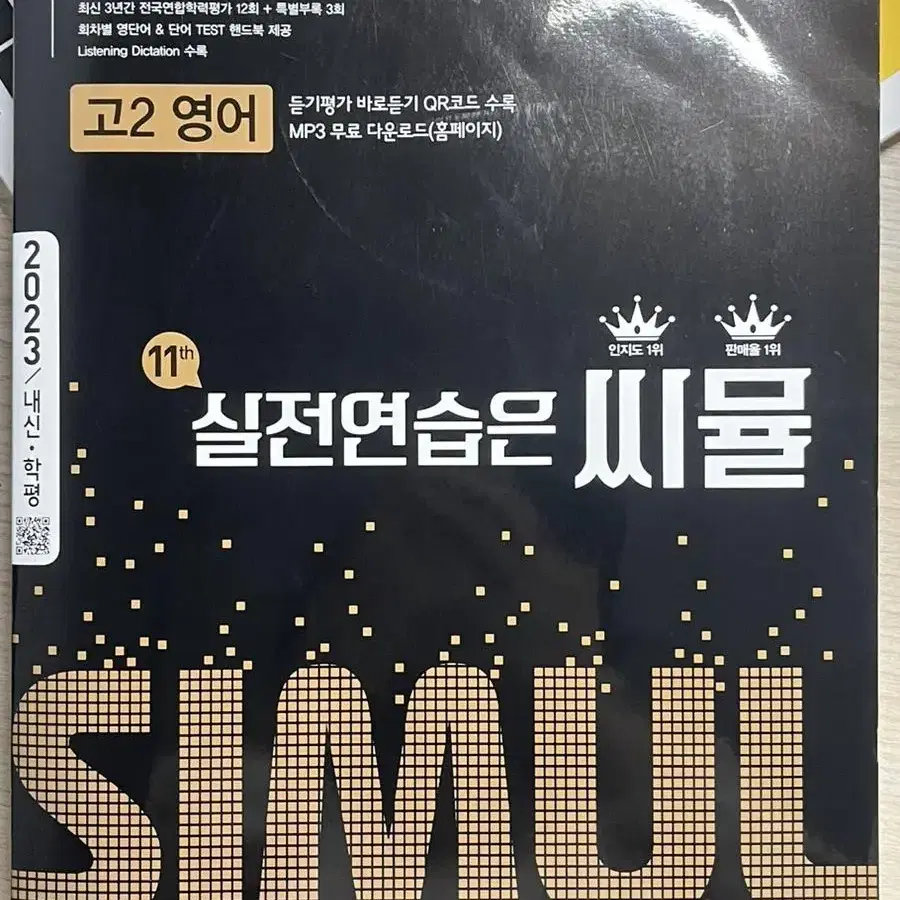 최신 3년간 전국연합학력평가 12회 + 특별부록 3회
회차별 영단어 & 단어 TEST 핸드북 제공
Listening Dictation 수록
고2 영어
듣기평가 바로듣기 QR코드 수록
MP3 무료 다운로드(홈페이지)
2023 / 내신·학평
인지도 1위
판매율 1위
11th
실전연습은 씨뮬
SIMUL